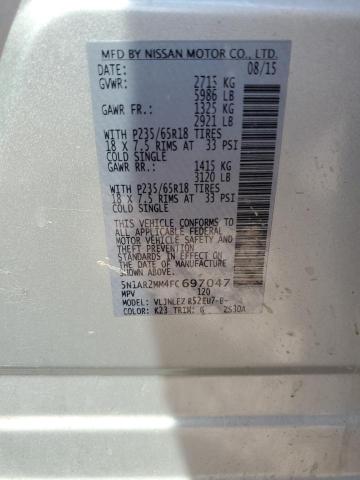 MFD BY NISSAN MOTOR CO., LTD.
DATE: 08/15
GVWR: 2715 KG
5986 LB
GAWR FR.: 1325 KG
2921 LB
WITH P235/65R18 TIRES
18 X 7.5 RIMS AT 33 PSI
COLD SINGLE
GAWR RR.: 1415 KG
3120 LB
WITH P235/65R18 TIRES
18 X 7.5 RIMS AT 33 PSI
COLD SINGLE
THIS VEHICLE CONFORMS TO
ALL APPLICABLE FEDERAL
MOTOR VEHICLE SAFETY AND
THEFT PREVENTION
STANDARDS IN EFFECT ON
THE DATE OF MANUFACTURE
SHOWN ABOVE.
5N1AR2MM4FC697047
MPV 120
MODEL:
COLOR: K23 TRIM: G